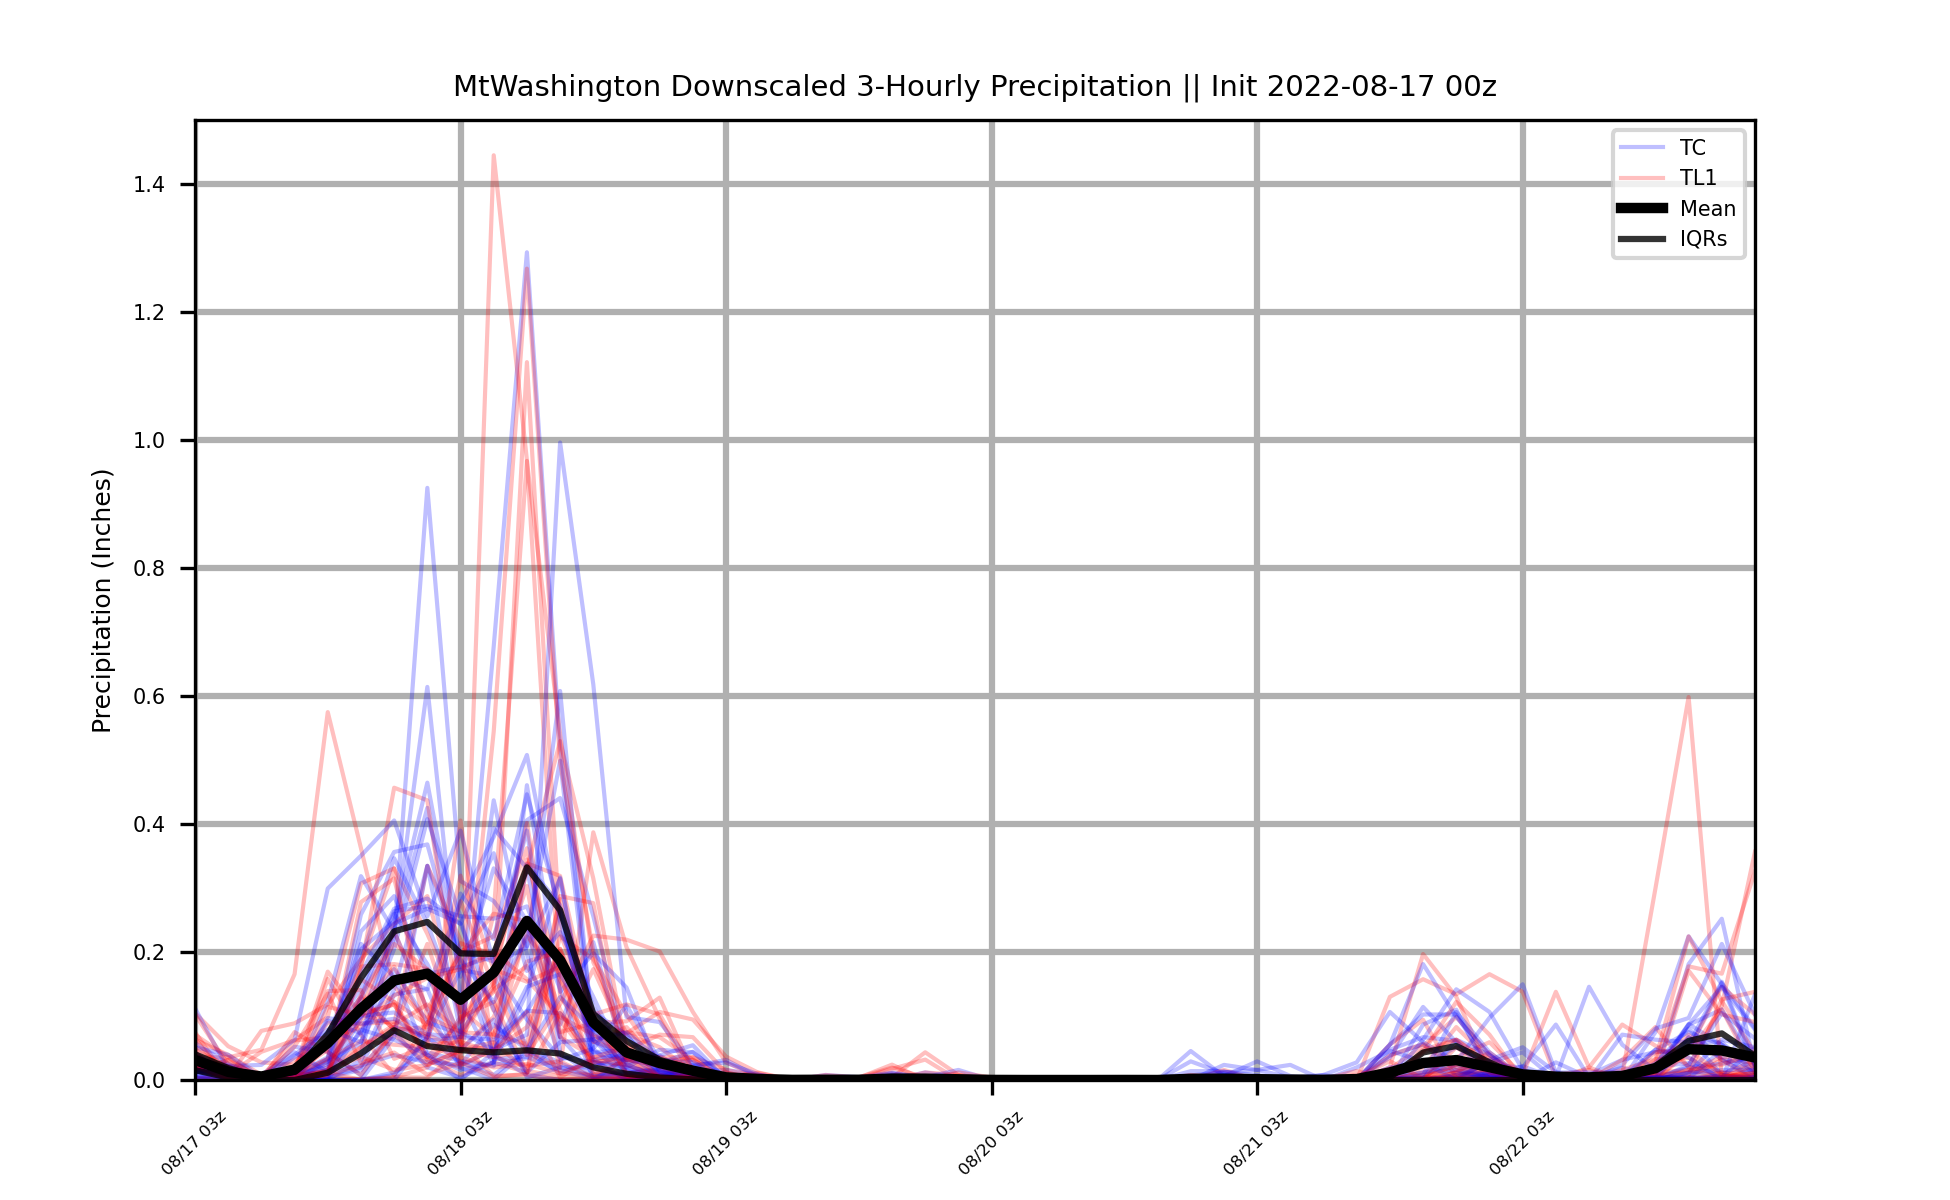 MtWashington Downscaled 3-Hourly Precipitation || Init 2022-08-17 00z
TC
TL1
Mean
IQRs
Precipitation (Inches)
1.4
1.2
1.0
0.8
0.6
0.4
0.2
0.0
08/17 03z
08/18 03z
08/19 03z
08/20 03z
08/21 03z
08/22 03z